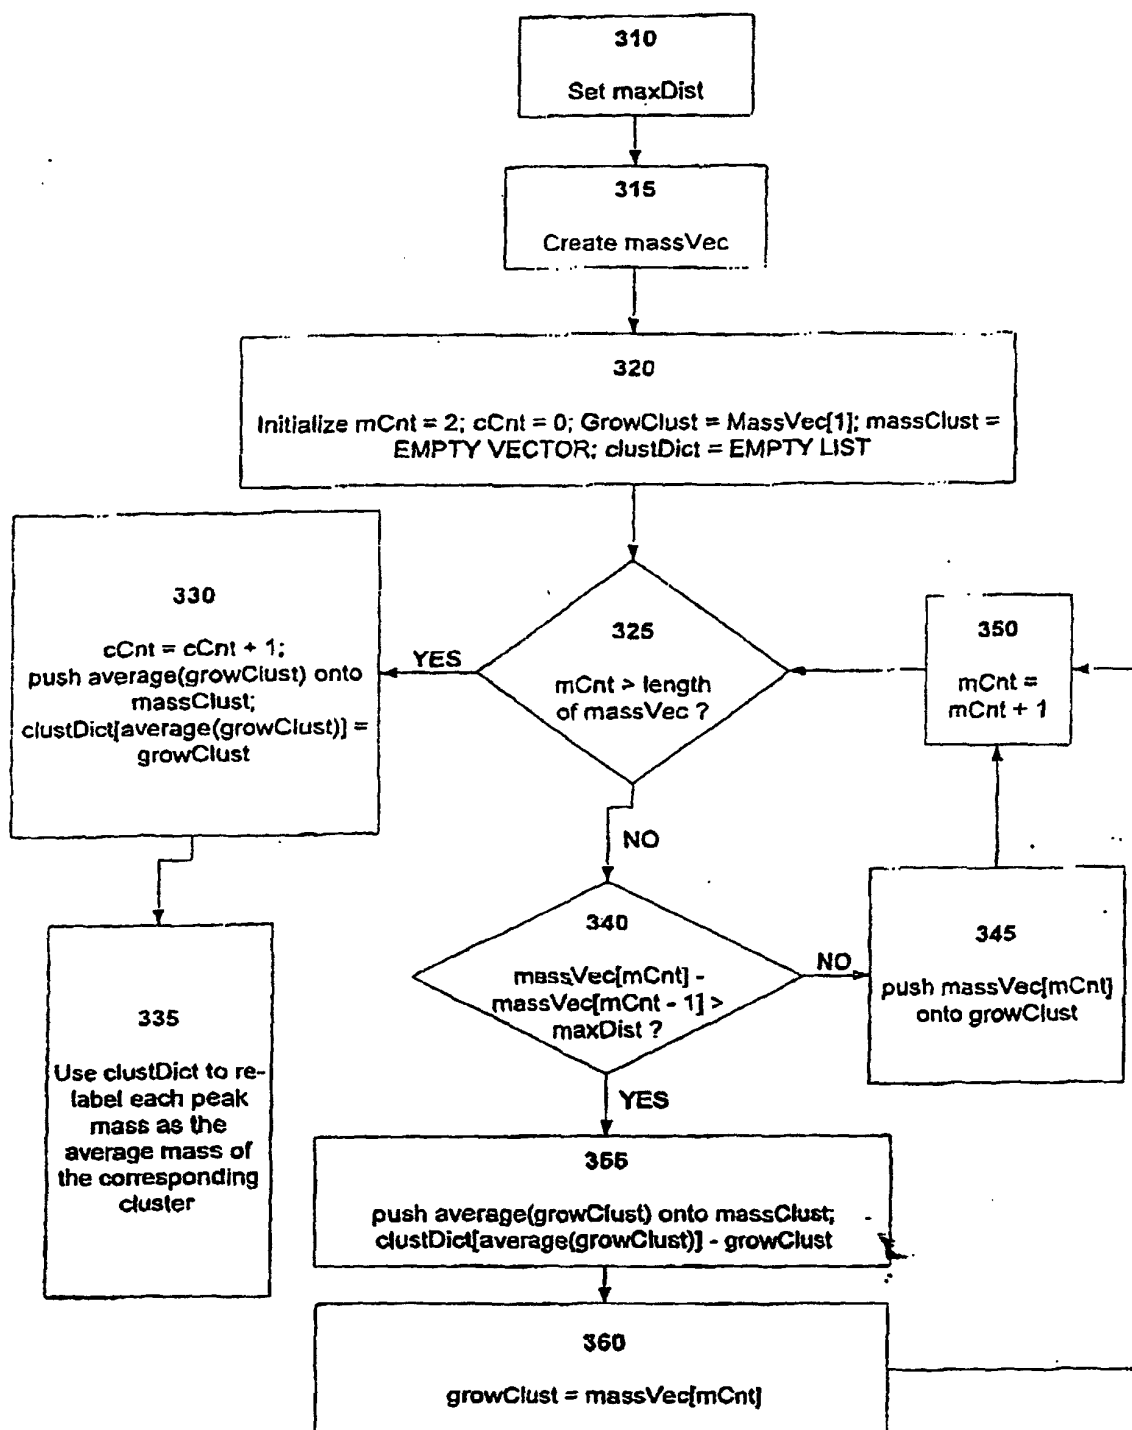 310
Set maxDist
315
Create massVec
320
Initialize mCnt = 2; cCnt = 0; GrowClust = MassVec[1]; massClust =
EMPTY VECTOR; clustDict = EMPTY LIST
325
mCnt > length
of massVec ?
YES
330
cCnt = cCnt + 1;
push average(growClust) onto
massClust;
clustDict[average(growClust)] =
growClust
350
mCnt =
mCnt + 1
NO
335
Use clustDict to re-
label each peak
mass as the
average mass of
the corresponding
cluster
340
massVec[mCnt] -
massVec[mCnt - 1] >
maxDist ?
NO
345
push massVec[mCnt]
onto growClust
YES
355
push average(growClust) onto massClust;
clustDict[average(growClust)] - growClust
360
growClust = massVec[mCnt]